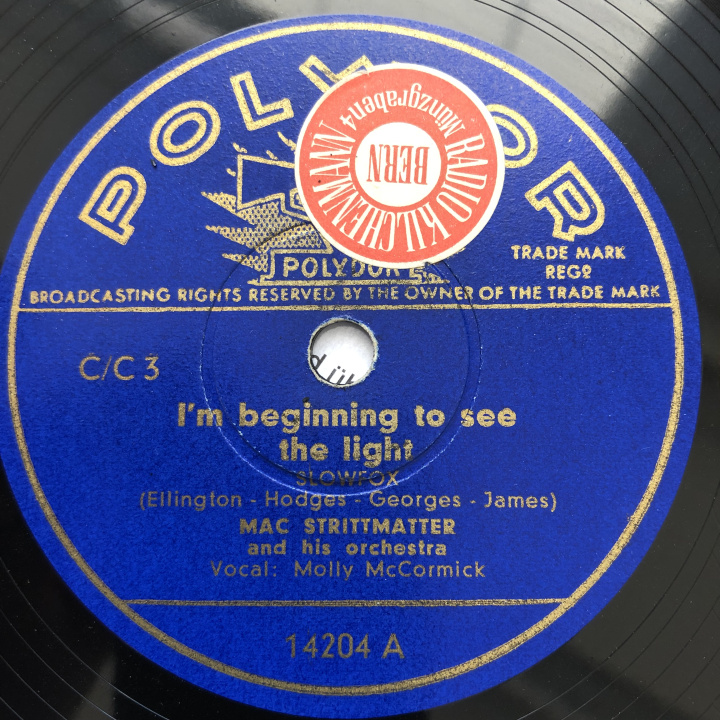 POLYDOR
RADIO KILCHENMANN
Münzgraben 4
BERN
POLYDOR
TRADE MARK
REGD
BROADCASTING RIGHTS RESERVED BY THE OWNER OF THE TRADE MARK
C/C 3
I'm beginning to see
the light
SLOWFOX
(Ellington - Hodges - Georges - James)
MAC STRITTMATTER
and his orchestra
Vocal: Molly McCormick
14204 A